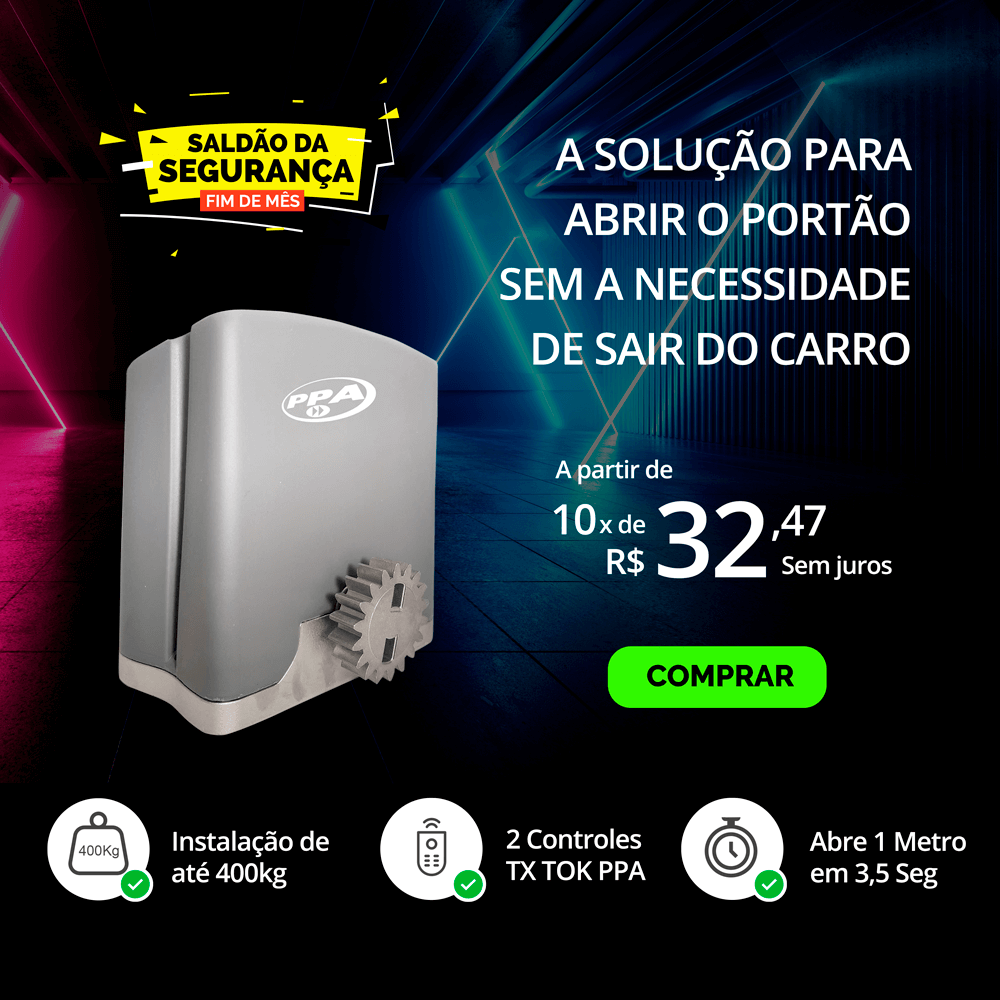 SALDÃO DA
SEGURANÇA
FIM DE MÊS
A SOLUÇÃO PARA
ABRIR O PORTÃO
SEM A NECESSIDADE
DE SAIR DO CARRO
PPA
A partir de
10x de
R$ 32,47
Sem juros
COMPRAR
400Kg
Instalação de
até 400kg
2 Controles
TX TOK PPA
Abre 1 Metro
em 3,5 Seg